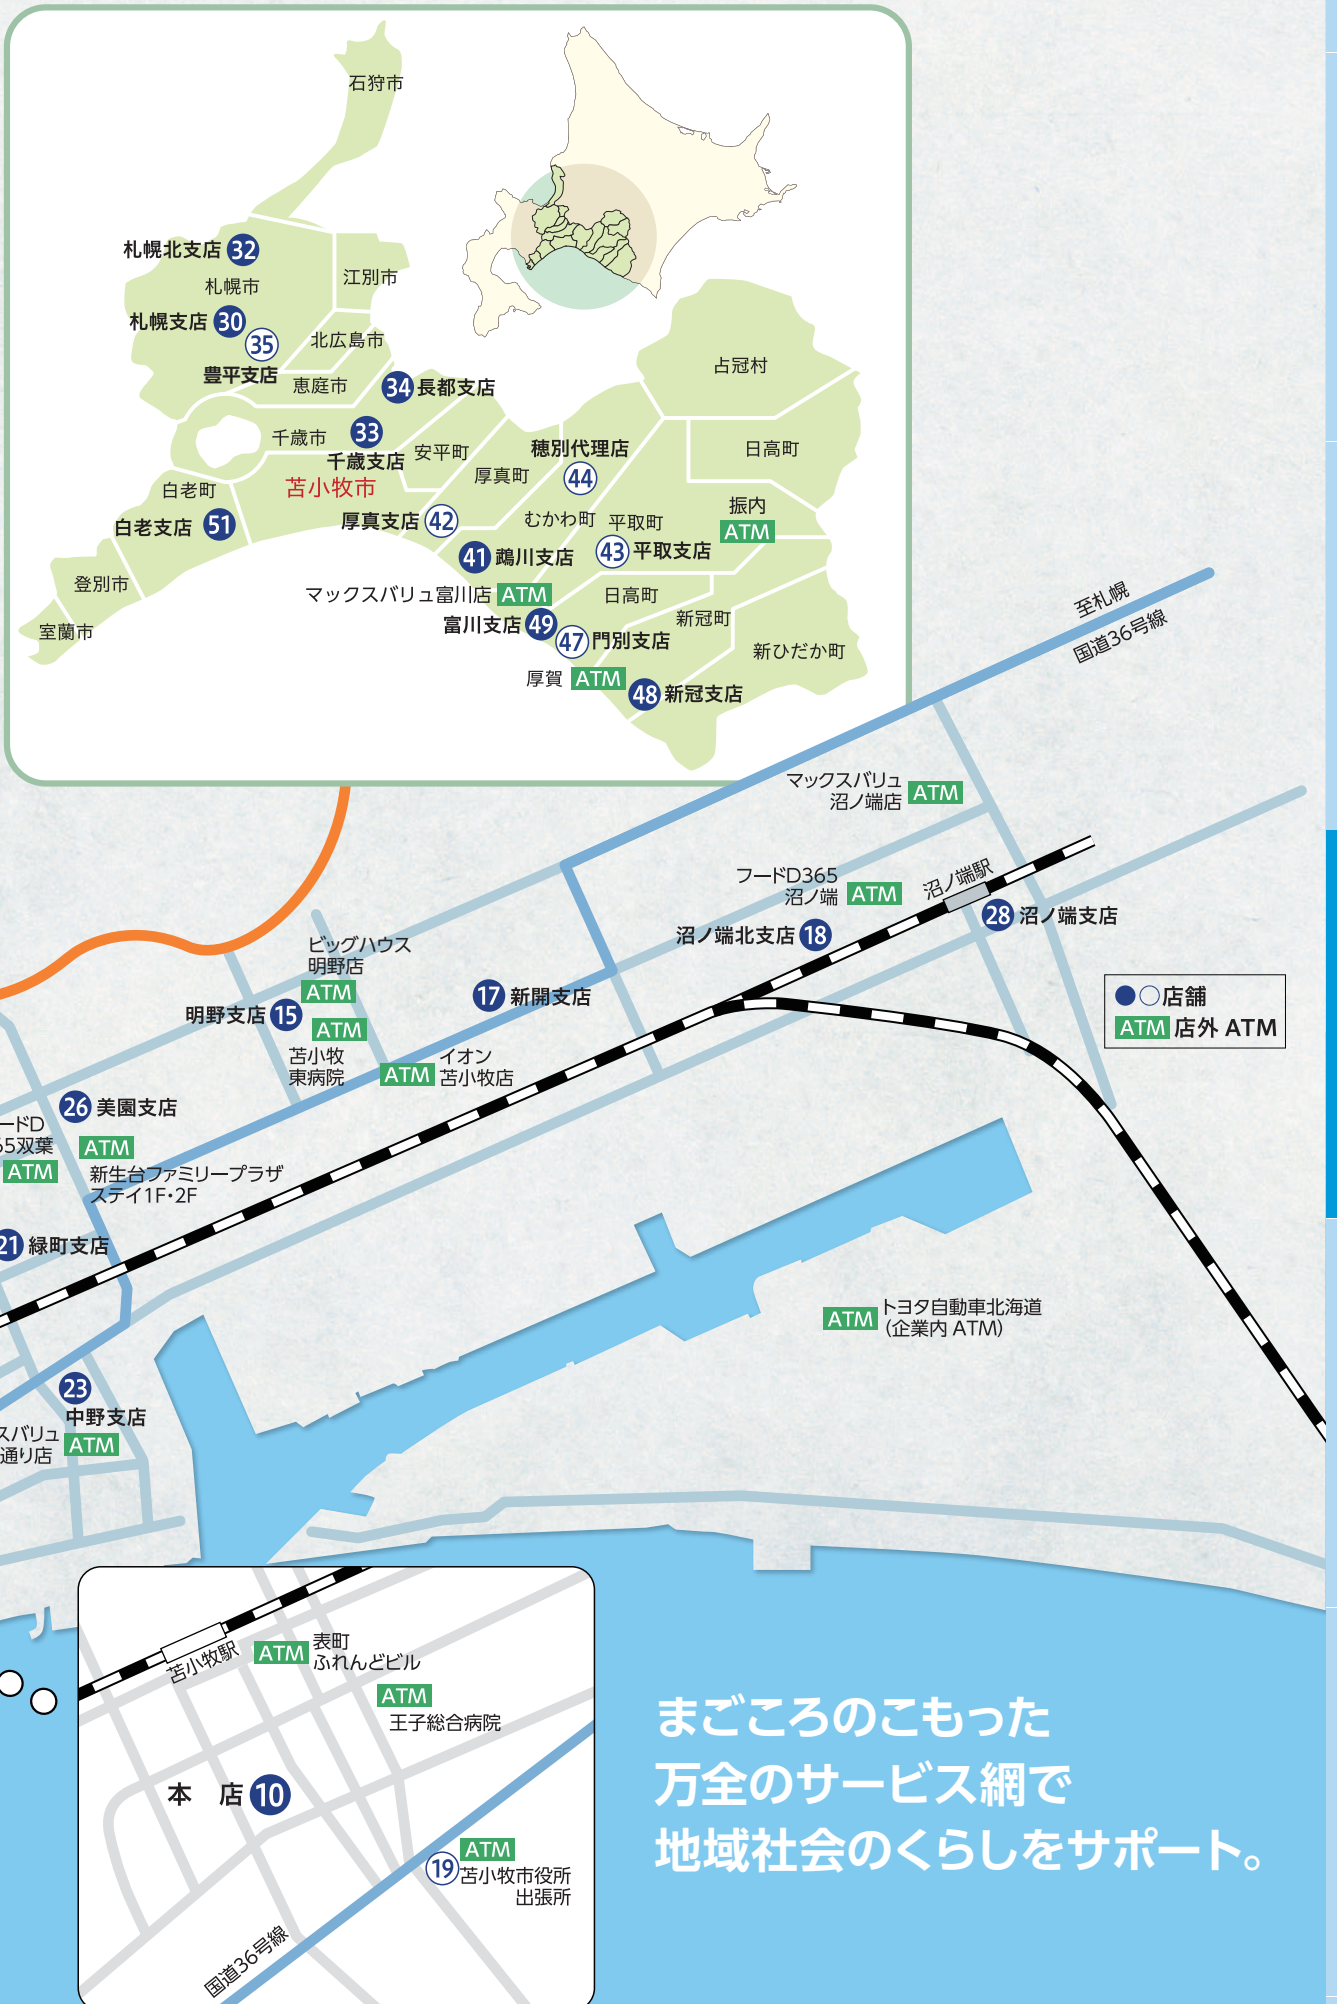 石狩市
札幌北支店 32
札幌市
江別市
札幌支店 30
35
豊平支店
北広島市
恵庭市
34 長都支店
占冠村
千歳市
33
千歳支店
安平町
穂別代理店
44
日高町
厚真町
苫小牧市
白老町
白老支店 51
厚真支店 42
むかわ町
平取町
振内
ATM
41 鵡川支店
43 平取支店
登別市
マックスバリュ富川店 ATM
日高町
富川支店 49
新冠町
室蘭市
47 門別支店
新ひだか町
厚賀 ATM
48 新冠支店
至札幌
国道36号線
マックスバリュ
沼ノ端店
ATM
フードD365
沼ノ端
ATM
沼ノ端駅
沼ノ端北支店 18
28 沼ノ端支店
ビッグハウス
明野店
ATM
明野支店 15
ATM
苫小牧
東病院
17 新開支店
ATM
イオン
苫小牧店
●○店舗
ATM 店外 ATM
26 美園支店
ードD
65双葉
ATM
ATM
新生台ファミリープラザ
ステイ1F・2F
21 緑町支店
ATM
トヨタ自動車北海道
(企業内 ATM)
23
中野支店
スバリュ
通り店
ATM
苫小牧駅
ATM
表町
ふれんどビル
ATM
王子総合病院
本　店 10
ATM
19
苫小牧市役所
出張所
国道36号線
まごころのこもった
万全のサービス網で
地域社会のくらしをサポート。